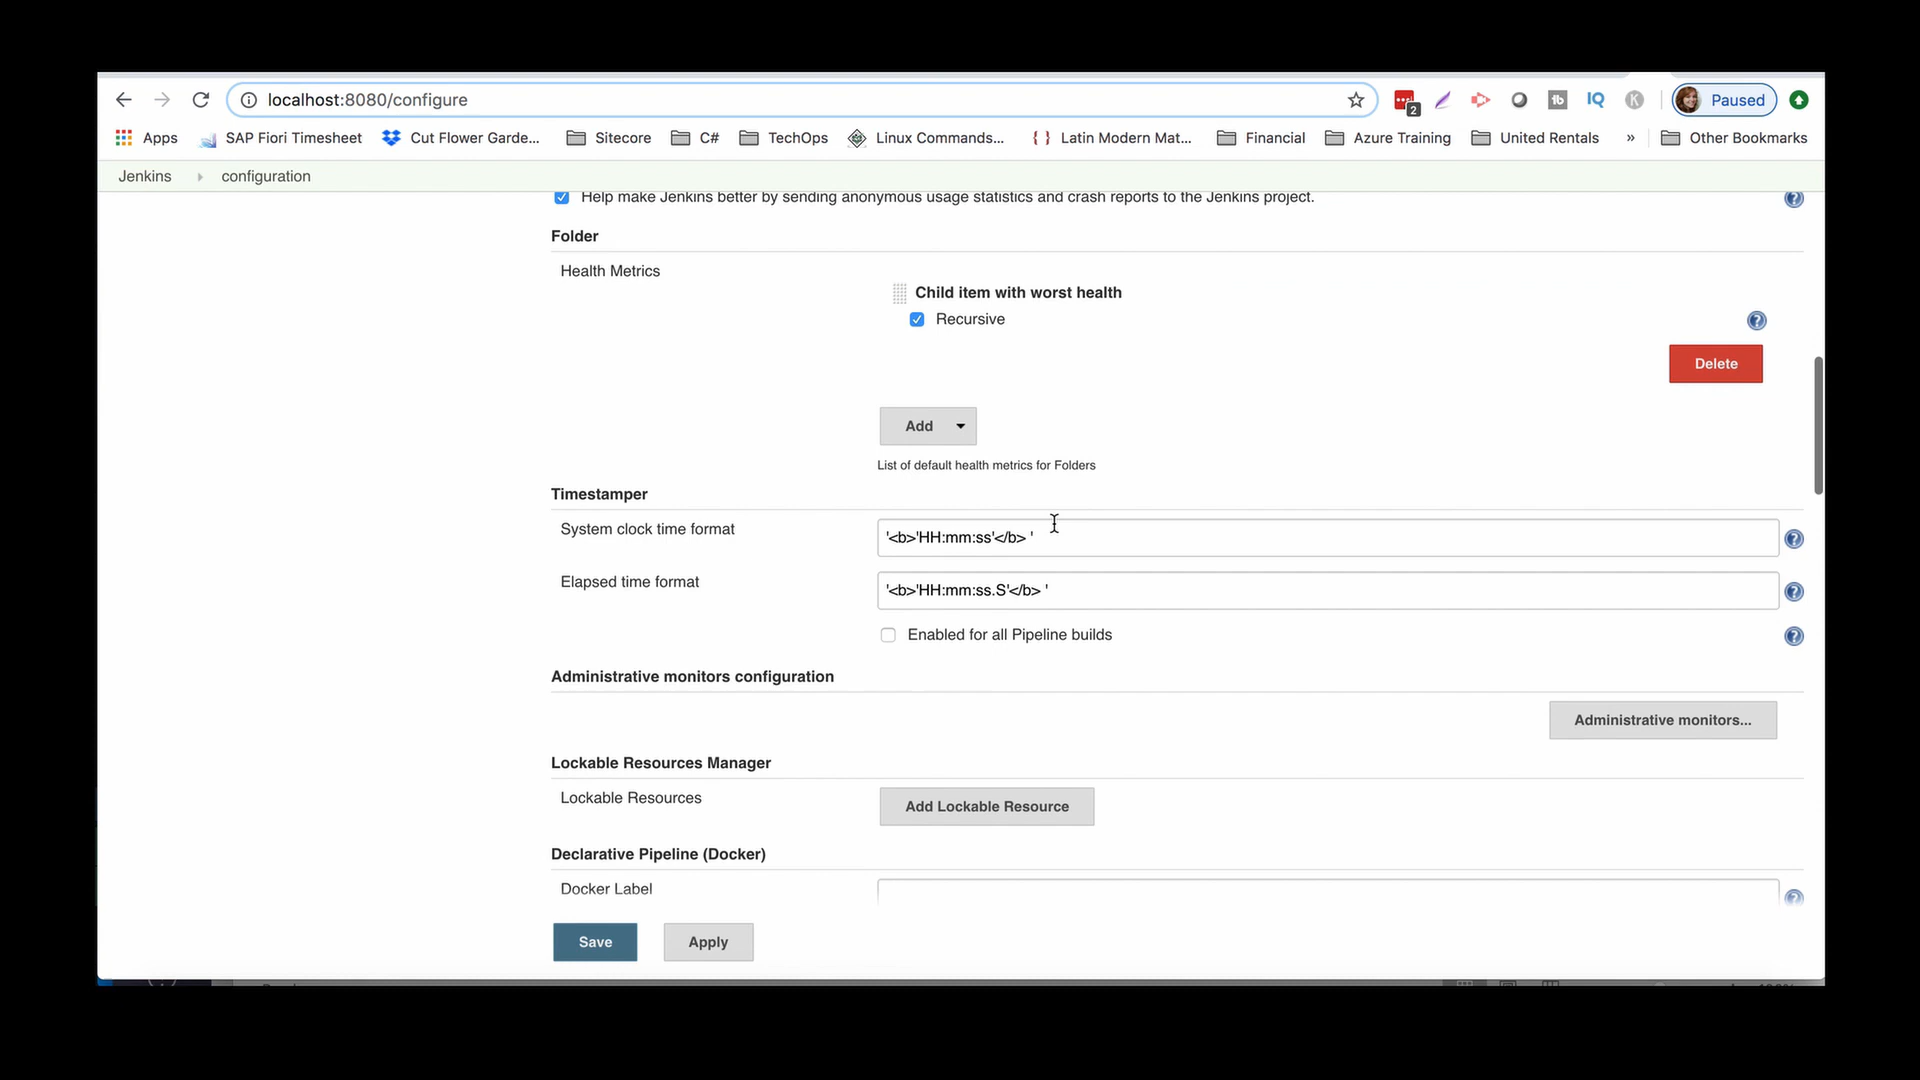 localhost:8080/configure
2
tb
IQ
K
Paused
Apps
SAP Fiori Timesheet
Cut Flower Garde...
Sitecore
C#
TechOps
Linux Commands...
Latin Modern Mat...
Financial
Azure Training
United Rentals
»
Other Bookmarks
Jenkins
configuration
Help make Jenkins better by sending anonymous usage statistics and crash reports to the Jenkins project.
Folder
Health Metrics
Child item with worst health
Recursive
Delete
Add
List of default health metrics for Folders
Timestamper
System clock time format
'<b>'HH:mm:ss'</b> '
Elapsed time format
'<b>'HH:mm:ss.S'</b> '
Enabled for all Pipeline builds
Administrative monitors configuration
Administrative monitors...
Lockable Resources Manager
Lockable Resources
Add Lockable Resource
Declarative Pipeline (Docker)
Docker Label
Save
Apply